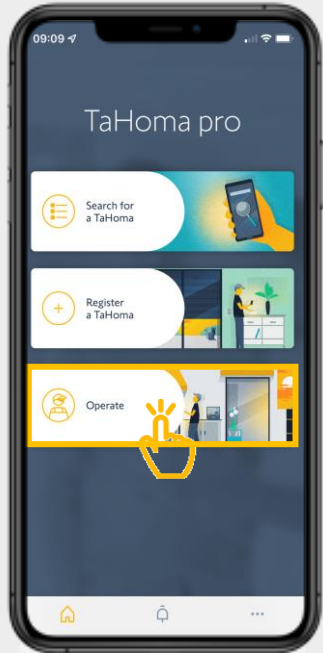 09:09
TaHoma pro
Search for
a TaHoma
Register
a TaHoma
Operate